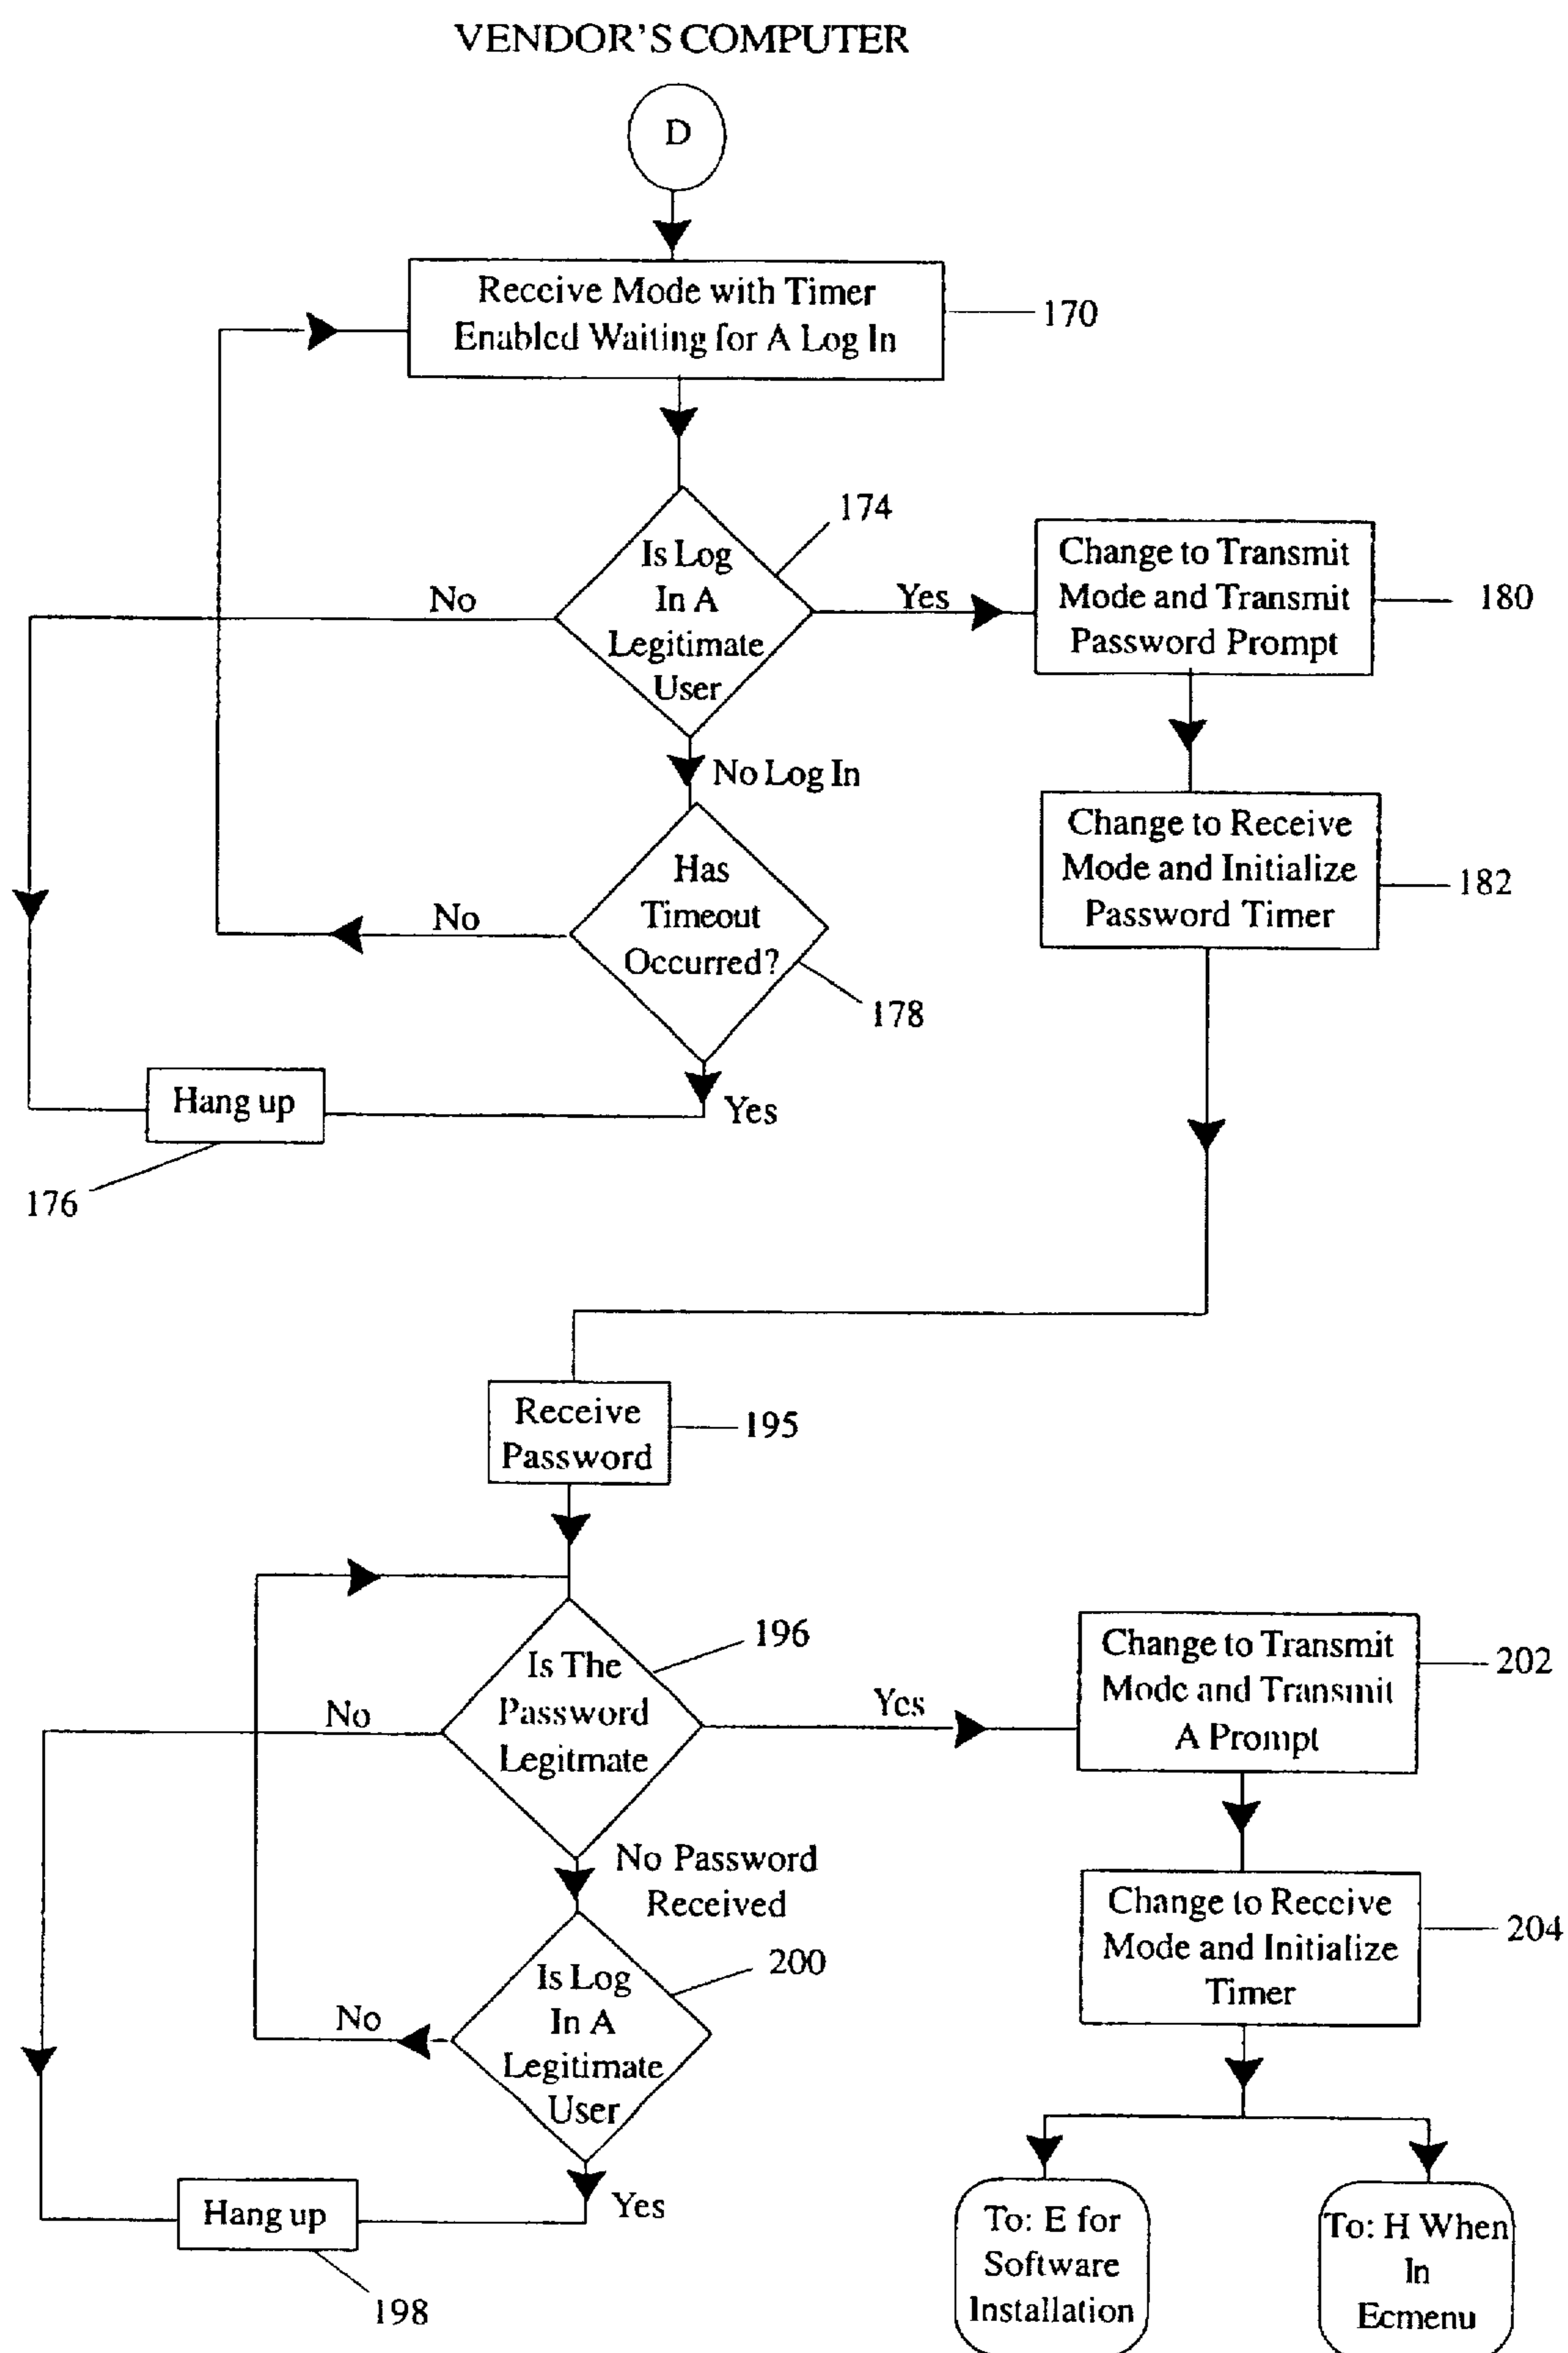 VENDOR'S COMPUTER
D
Receive Mode with Timer
Enabled Waiting for A Log In
170
174
Is Log
In A
Legitimate
User
No
Yes
Change to Transmit
Mode and Transmit
Password Prompt
180
No Log In
Change to Receive
Mode and Initialize
Password Timer
182
Has
Timeout
Occurred?
No
178
Hang up
Yes
176
Receive
Password
195
196
Is The
Password
Legitmate
No
Yes
Change to Transmit
Mode and Transmit
A Prompt
202
No Password
Received
Change to Receive
Mode and Initialize
Timer
204
200
Is Log
In A
Legitimate
User
No
Hang up
Yes
198
To: E for
Software
Installation
To: H When
In
Ecmenu